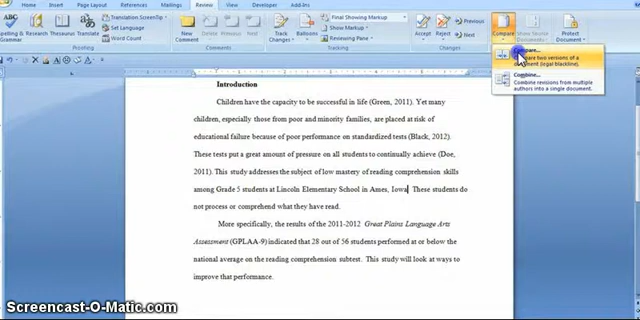 Home Insert Page Layout References Mailings Review View Developer Add-Ins
ABC
Spelling & Grammar Research Thesaurus Translate
Translation ScreenTip
Set Language
Word Count
New Comment Delete Previous Next
Track Changes Balloons
Final Showing Markup
Show Markup
Reviewing Pane
Accept Reject
Previous
Next
Compare Show Source Documents Protect Document
Proofing Comments Tracking Changes
Compare...
Compare two versions of a document (legal blackline).
Combine...
Combine revisions from multiple authors into a single document.
Introduction
Children have the capacity to be successful in life (Green, 2011). Yet many
children, especially those from poor and minority families, are placed at risk of
educational failure because of poor performance on standardized tests (Black, 2012).
These tests put a great amount of pressure on all students to continually achieve (Doe,
2011). This study addresses the subject of low mastery of reading comprehension skills
among Grade 5 students at Lincoln Elementary School in Ames, Iowa. These students do
not process or comprehend what they have read.
More specifically, the results of the 2011-2012 Great Plains Language Arts
Assessment (GPLAA-9) indicated that 28 out of 56 students performed at or below the
national average on the reading comprehension subtest. This study will look at ways to
improve that performance.
Screencast-O-Matic.com